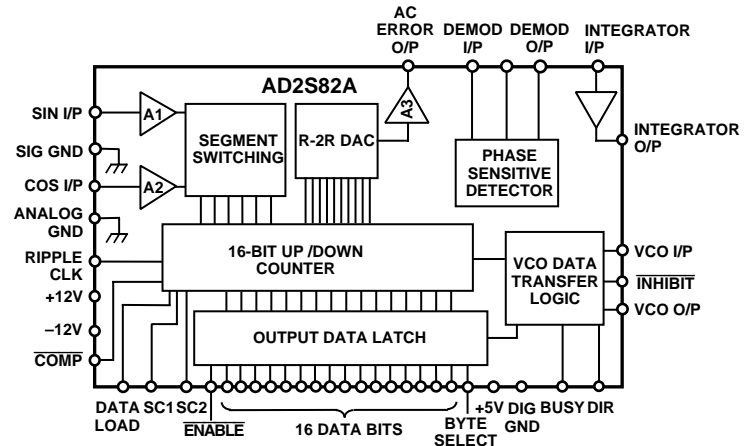 AC
ERROR
O/P
DEMOD
I/P
DEMOD
O/P
INTEGRATOR
I/P
AD2S82A
SIN I/P
A1
SEGMENT
SWITCHING
R-2R DAC
A3
INTEGRATOR
O/P
SIG GND
PHASE
SENSITIVE
DETECTOR
COS I/P
A2
ANALOG
GND
RIPPLE
CLK
16-BIT UP /DOWN
COUNTER
VCO DATA
TRANSFER
LOGIC
VCO I/P
INHIBIT
VCO O/P
+12V
–12V
OUTPUT DATA LATCH
COMP
DATA
LOAD
SC1
SC2
ENABLE
16 DATA BITS
BYTE
SELECT
+5V
DIG
GND
BUSY
DIR